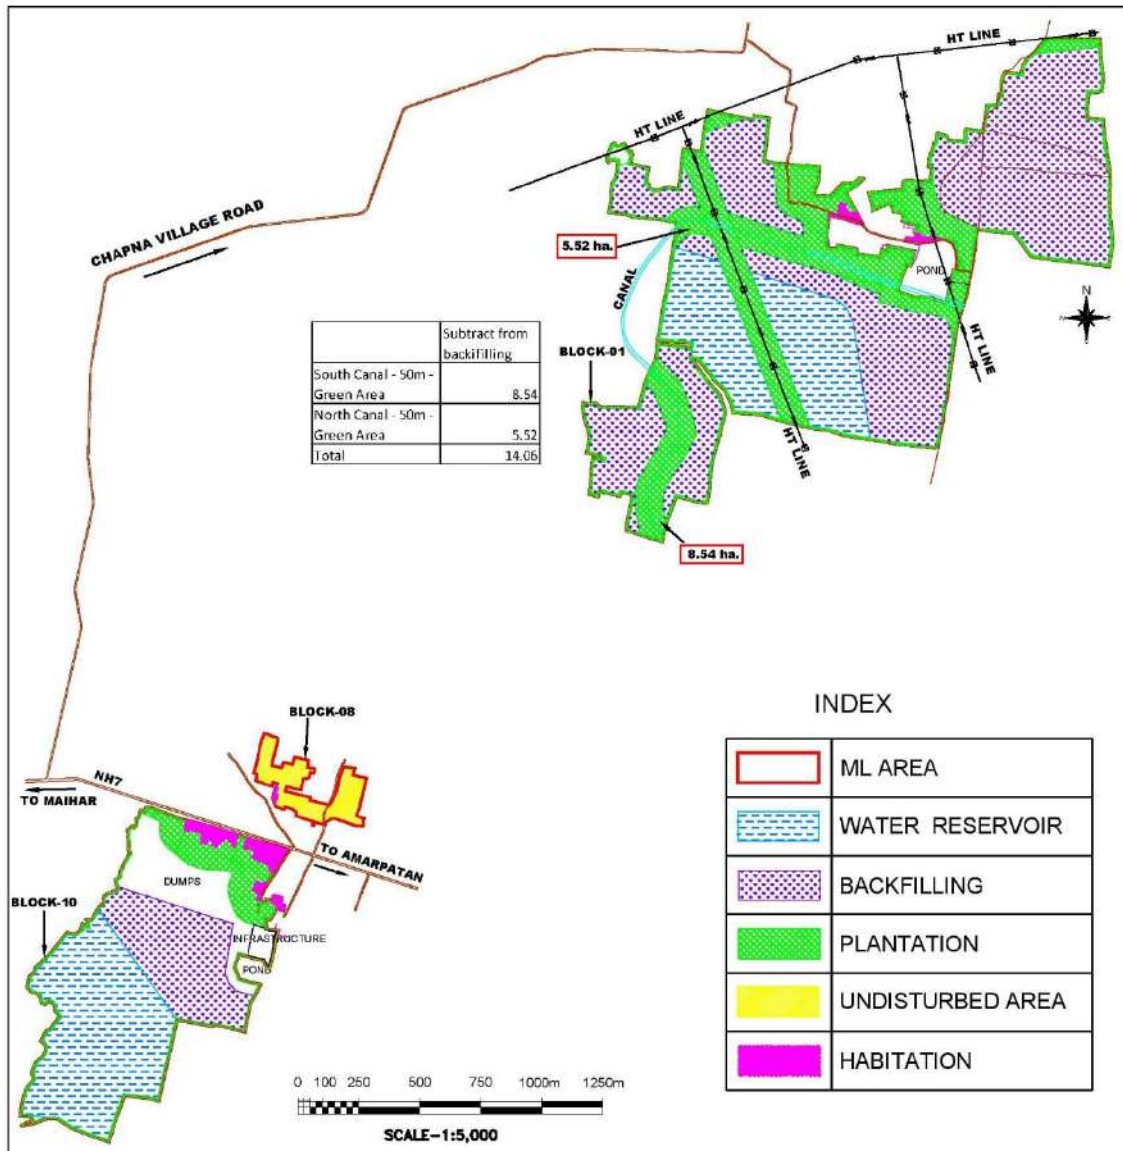 HT LINE
HT LINE
CHAPNA VILLAGE ROAD
5.52 ha.
CANAL
POND
N
HT LINE
Subtract from
backifilling
South Canal - 50m -
Green Area 8.54
North Canal - 50m -
Green Area 5.52
Total 14.06
BLOCK-01
HT LINE
8.54 ha.
INDEX
ML AREA
WATER RESERVOIR
BACKFILLING
PLANTATION
UNDISTURBED AREA
HABITATION
BLOCK-08
NH7
TO MAIHAR
TO AMARPATAN
DUMPS
BLOCK-10
INFRASTRUCTURE
POND
0 100 250 500 750 1000m 1250m
SCALE-1:5,000